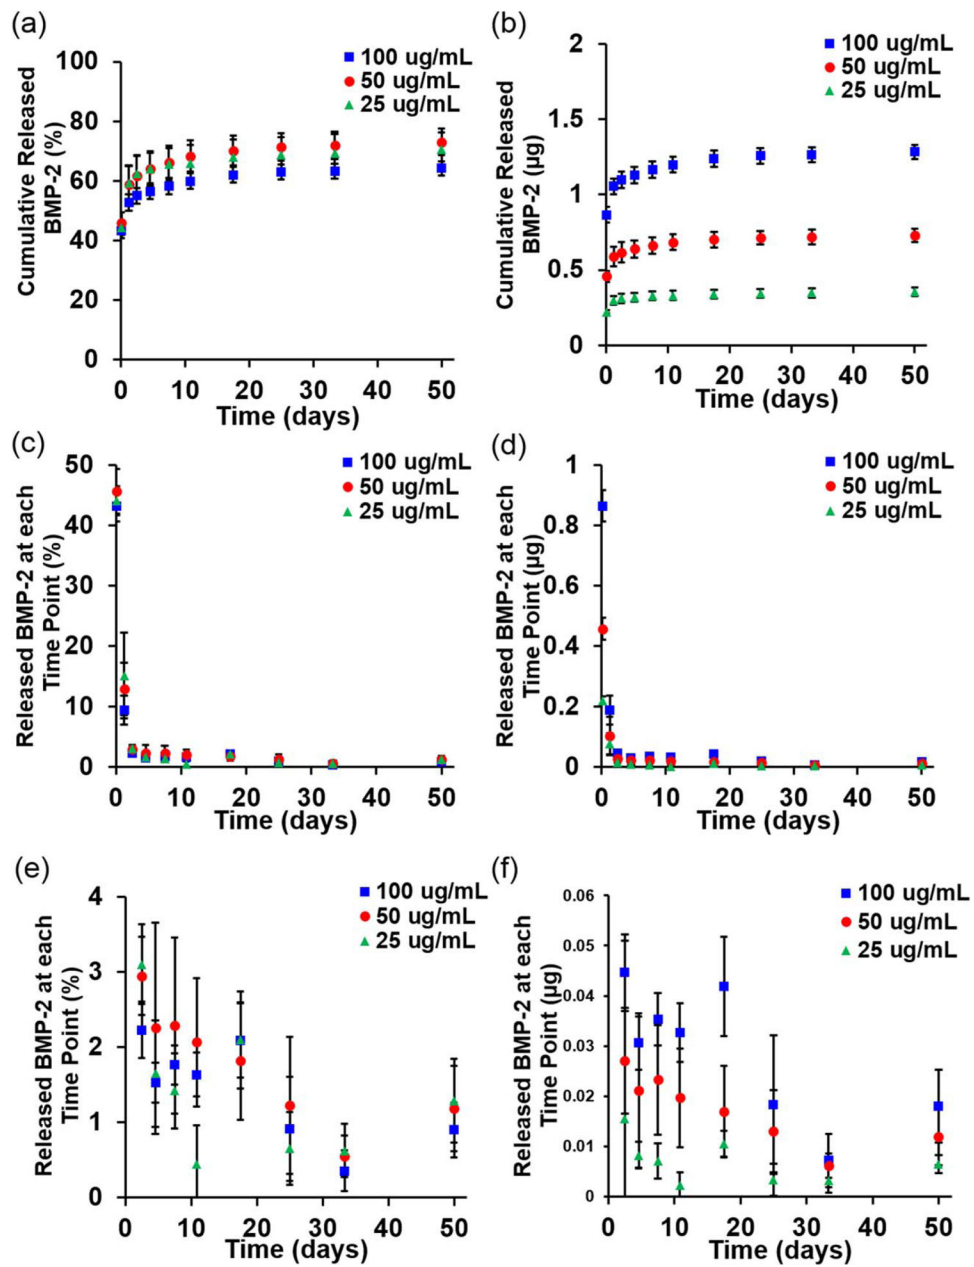 (a)
100 ug/mL
50 ug/mL
25 ug/mL
Cumulative Released
BMP-2 (%)
100
80
60
40
20
0
0 10 20 30 40 50
Time (days)
(b)
100 ug/mL
50 ug/mL
25 ug/mL
Cumulative Released
BMP-2 (µg)
2
1.5
1
0.5
0
0 10 20 30 40 50
Time (days)
(c)
100 ug/mL
50 ug/mL
25 ug/mL
Released BMP-2 at each
Time Point (%)
50
40
30
20
10
0
0 10 20 30 40 50
Time (days)
(d)
100 ug/mL
50 ug/mL
25 ug/mL
Released BMP-2 at each
Time Point (µg)
1
0.8
0.6
0.4
0.2
0
0 10 20 30 40 50
Time (days)
(e)
100 ug/mL
50 ug/mL
25 ug/mL
Released BMP-2 at each
Time Point (%)
4
3
2
1
0
0 10 20 30 40 50
Time (days)
(f)
100 ug/mL
50 ug/mL
25 ug/mL
Released BMP-2 at each
Time Point (µg)
0.06
0.05
0.04
0.03
0.02
0.01
0
0 10 20 30 40 50
Time (days)